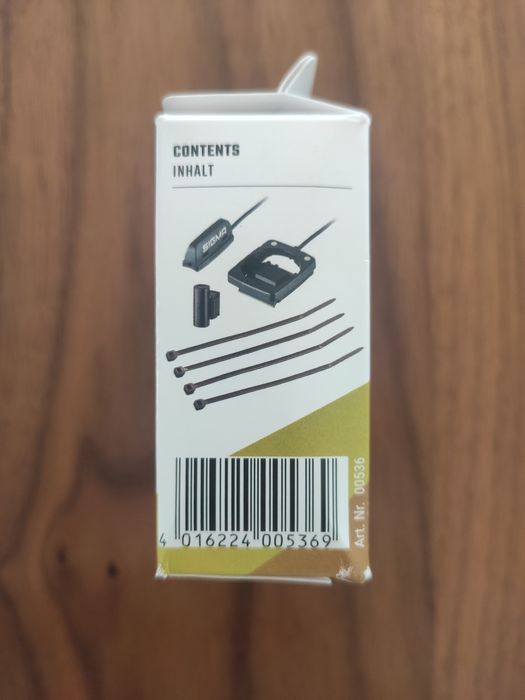 CONTENTS
INHALT
SIGMA
4 016224 005369
Art. Nr. 00536